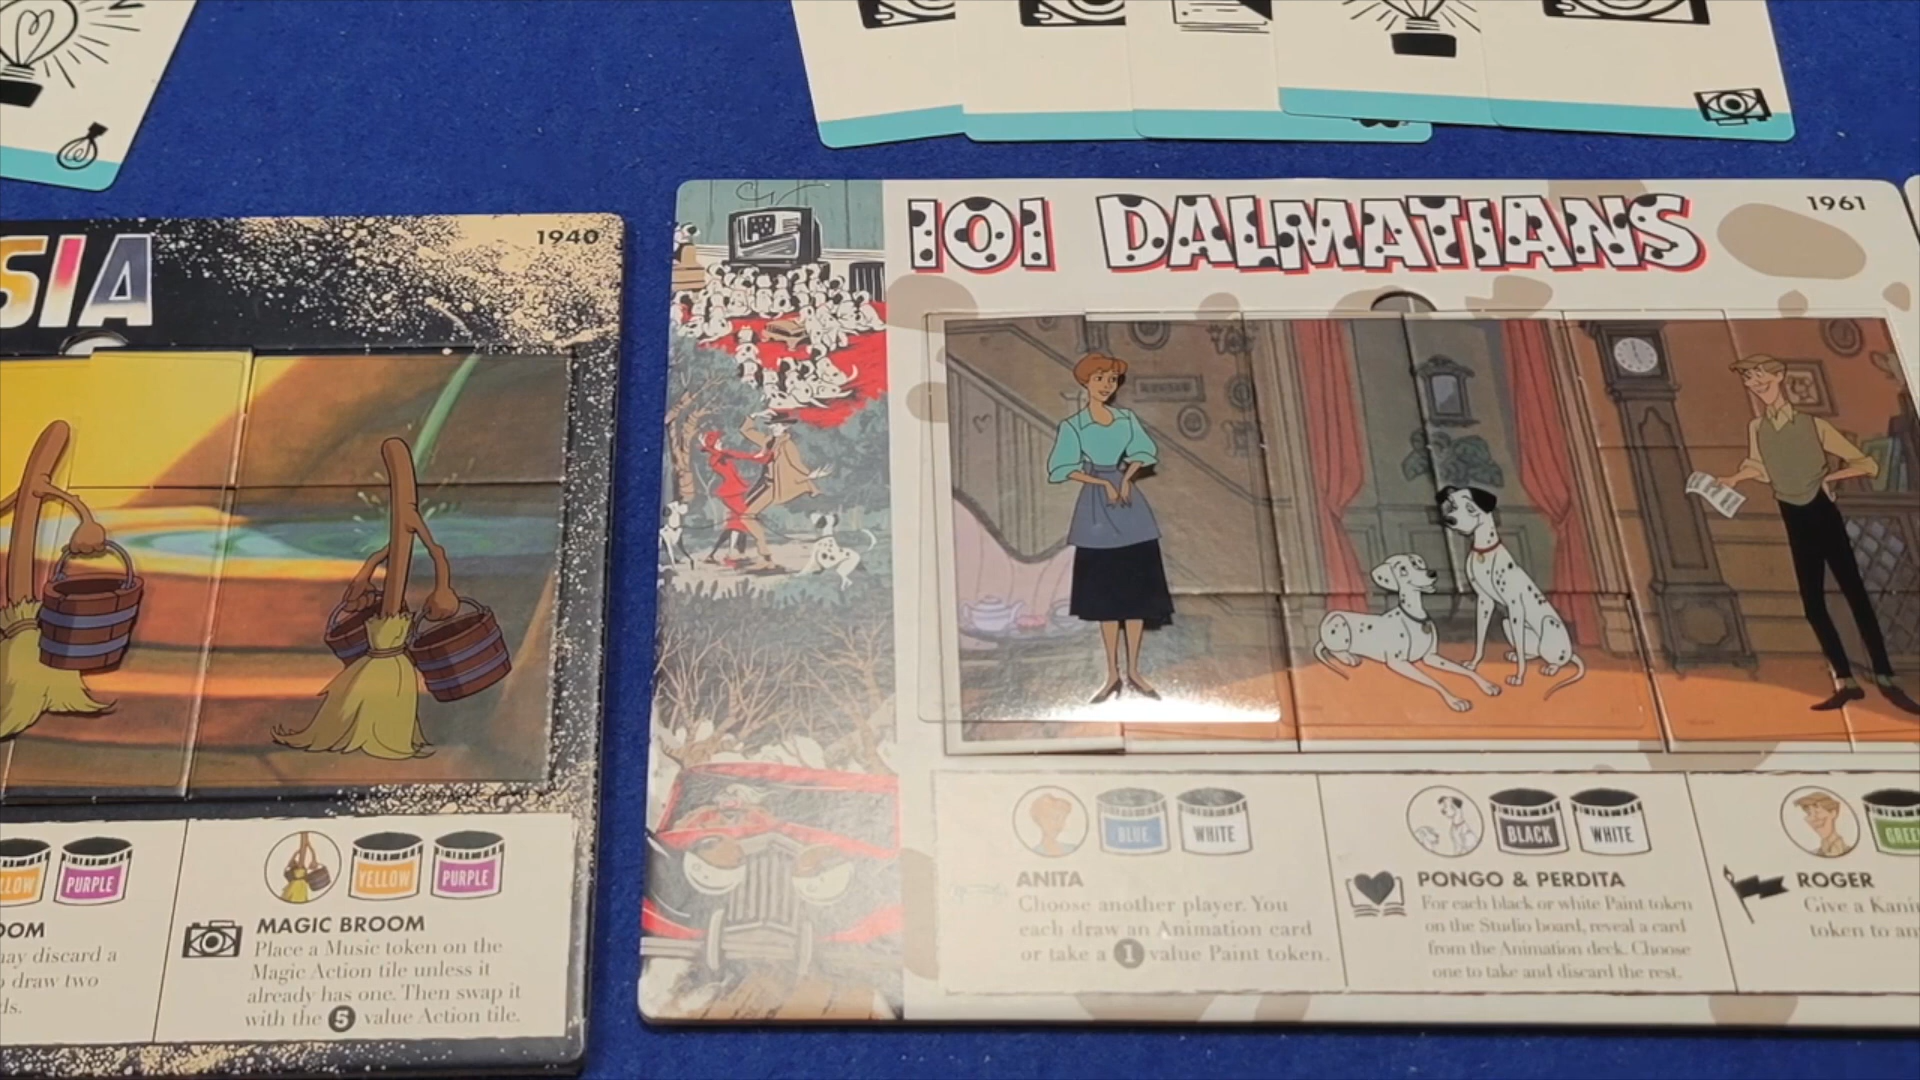 SIA
1940
LLOW
PURPLE
OOM
may discard a
draw two
ds.
YELLOW
PURPLE
MAGIC BROOM
Place a Music token on the
Magic Action tile unless it
already has one. Then swap it
with the 5 value Action tile.
101 DALMATIANS
1961
BLUE
WHITE
ANITA
Choose another player. You
each draw an Animation card
or take a 1 value Paint token.
BLACK
WHITE
PONGO & PERDITA
For each black or white Paint token
on the Studio board, reveal a card
from the Animation deck. Choose
one to take and discard the rest.
GREE
ROGER
Give a Kanin
token to an